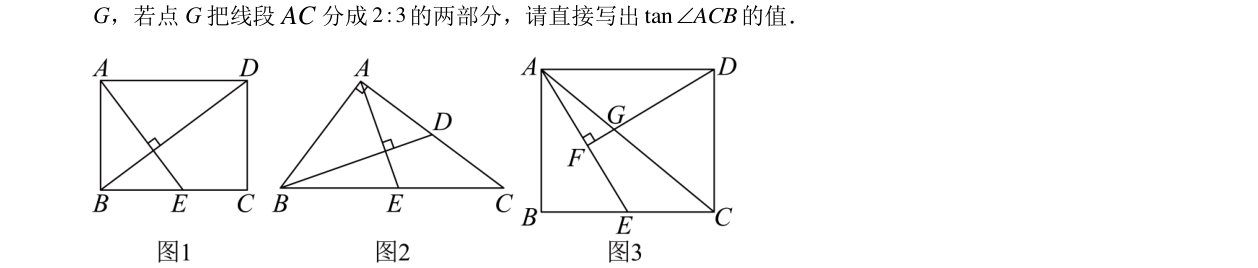 G，若点 G 把线段 AC 分成 2:3 的两部分，请直接写出 tan∠ACB 的值．
A D A A D
D G
F
B E C B E C B E C
图1 图2 图3